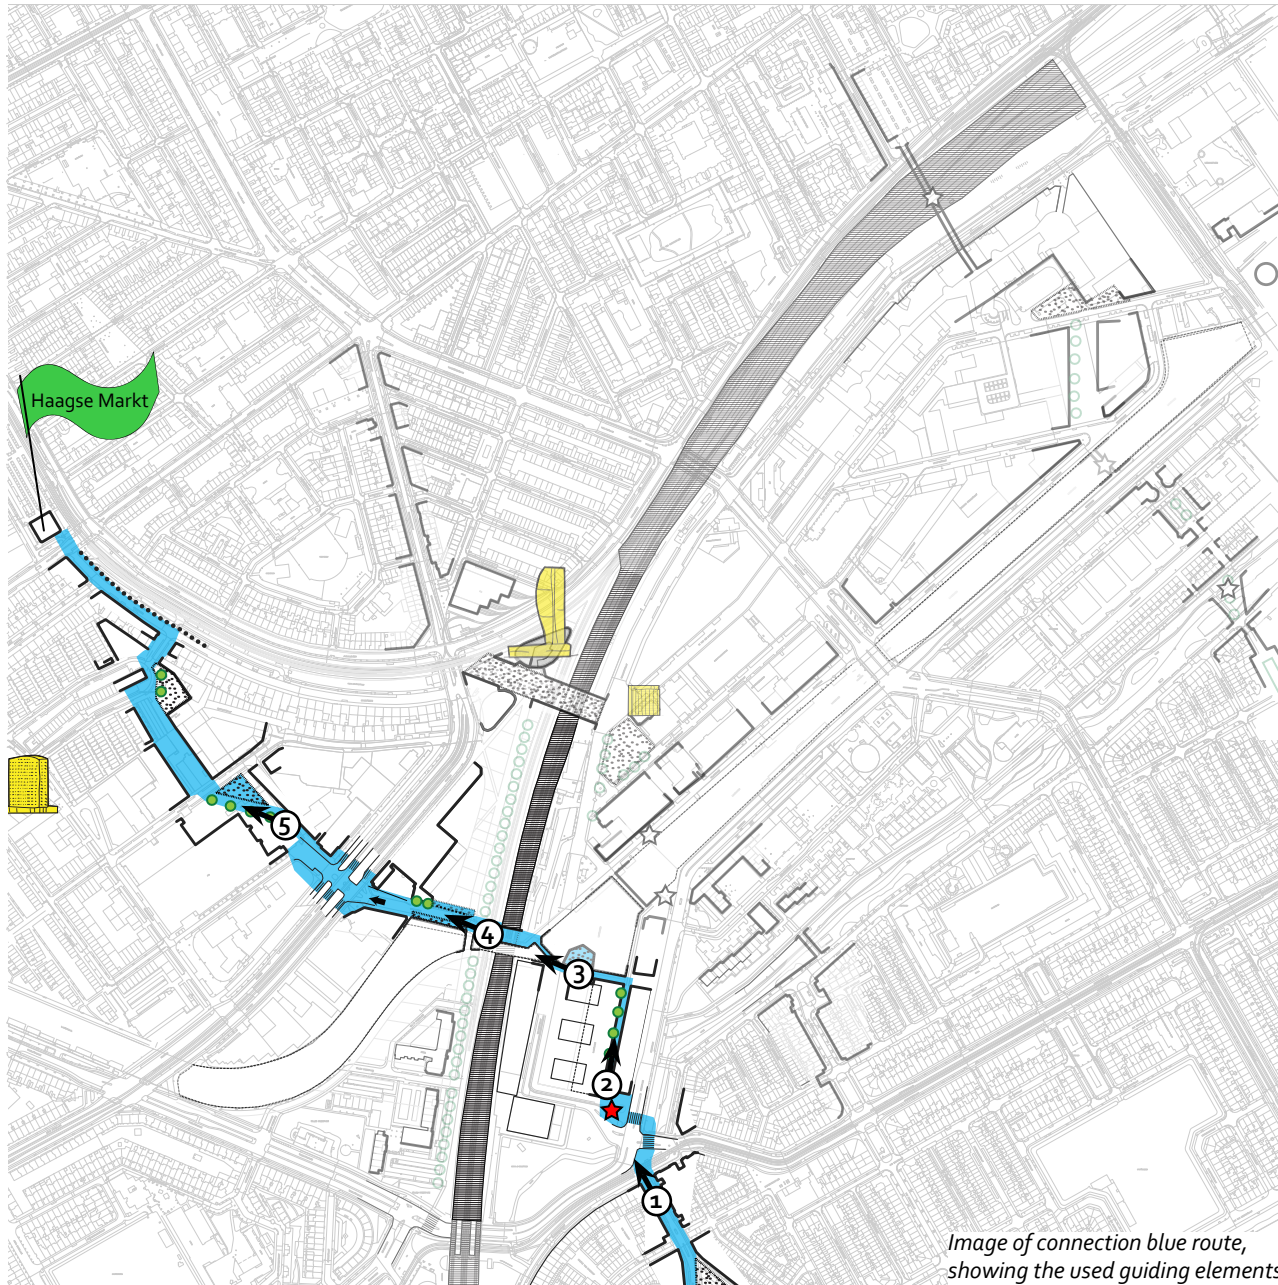 Haagse Markt
5
4
3
2
1
Image of connection blue route,
showing the used guiding elements